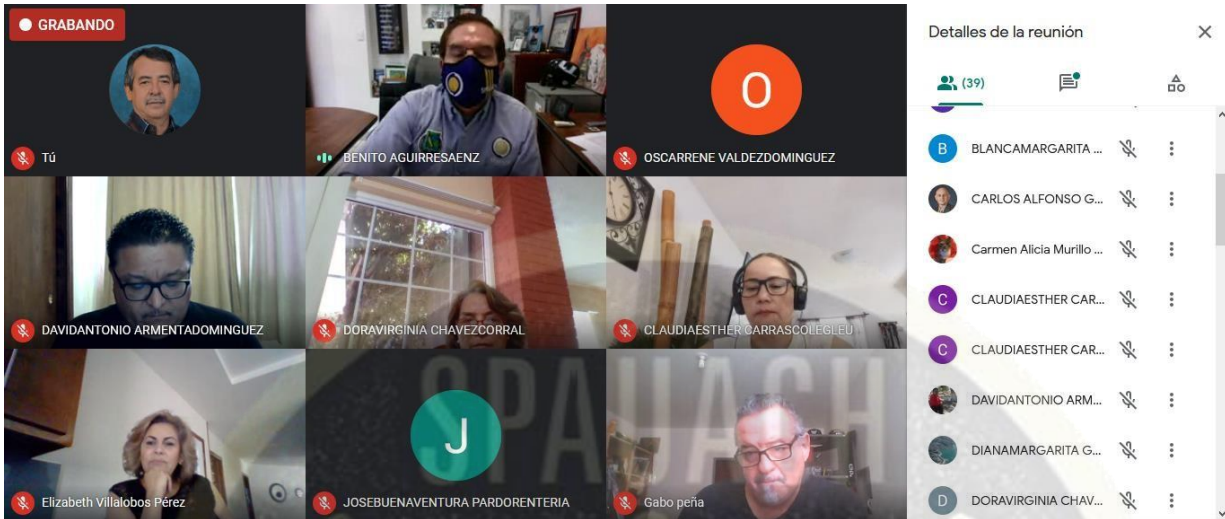 GRABANDO
Tú
BENITO AGUIRRESAENZ
O
OSCARRENE VALDEZDOMINGUEZ
DAVIDANTONIO ARMENTADOMINGUEZ
DORAVIRGINIA CHAVEZCORRAL
CLAUDIAESTHER CARRASCOLEGLEU
Elizabeth Villalobos Pérez
J
JOSEBUENAVENTURA PARDORENTERIA
Gabo peña
SPAUACH
Detalles de la reunión
(39)
B BLANCAMARGARITA ...
CARLOS ALFONSO G...
Carmen Alicia Murillo ...
C CLAUDIAESTHER CAR...
C CLAUDIAESTHER CAR...
DAVIDANTONIO ARM...
DIANAMARGARITA G...
D DORAVIRGINIA CHAV...